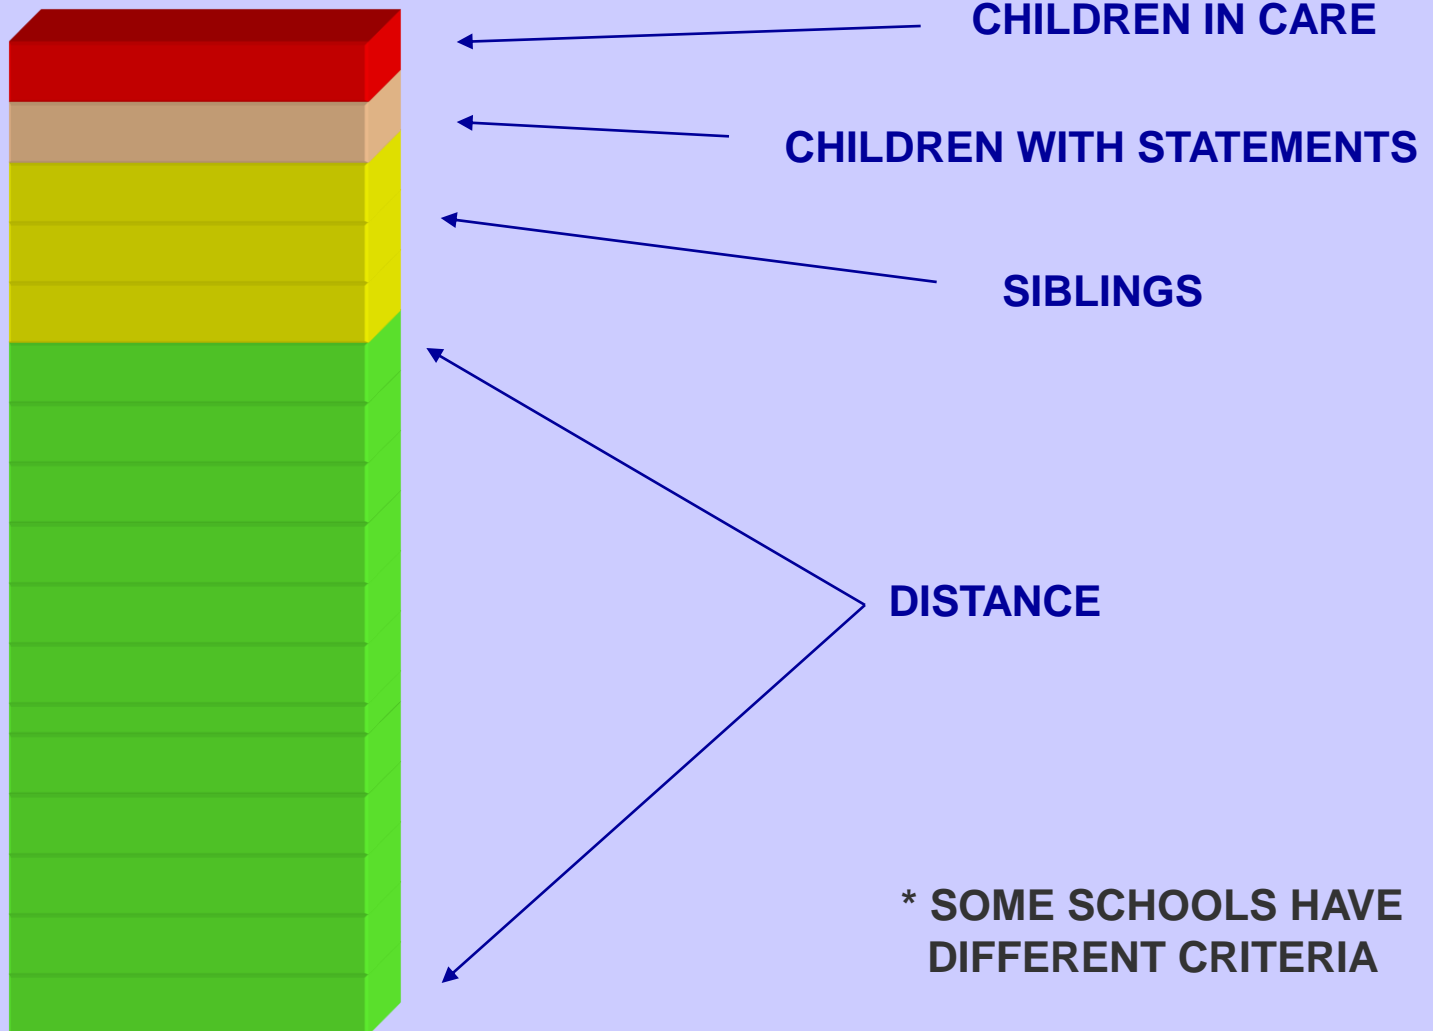 CHILDREN IN CARE
CHILDREN WITH STATEMENTS
SIBLINGS
DISTANCE
* SOME SCHOOLS HAVE
DIFFERENT CRITERIA